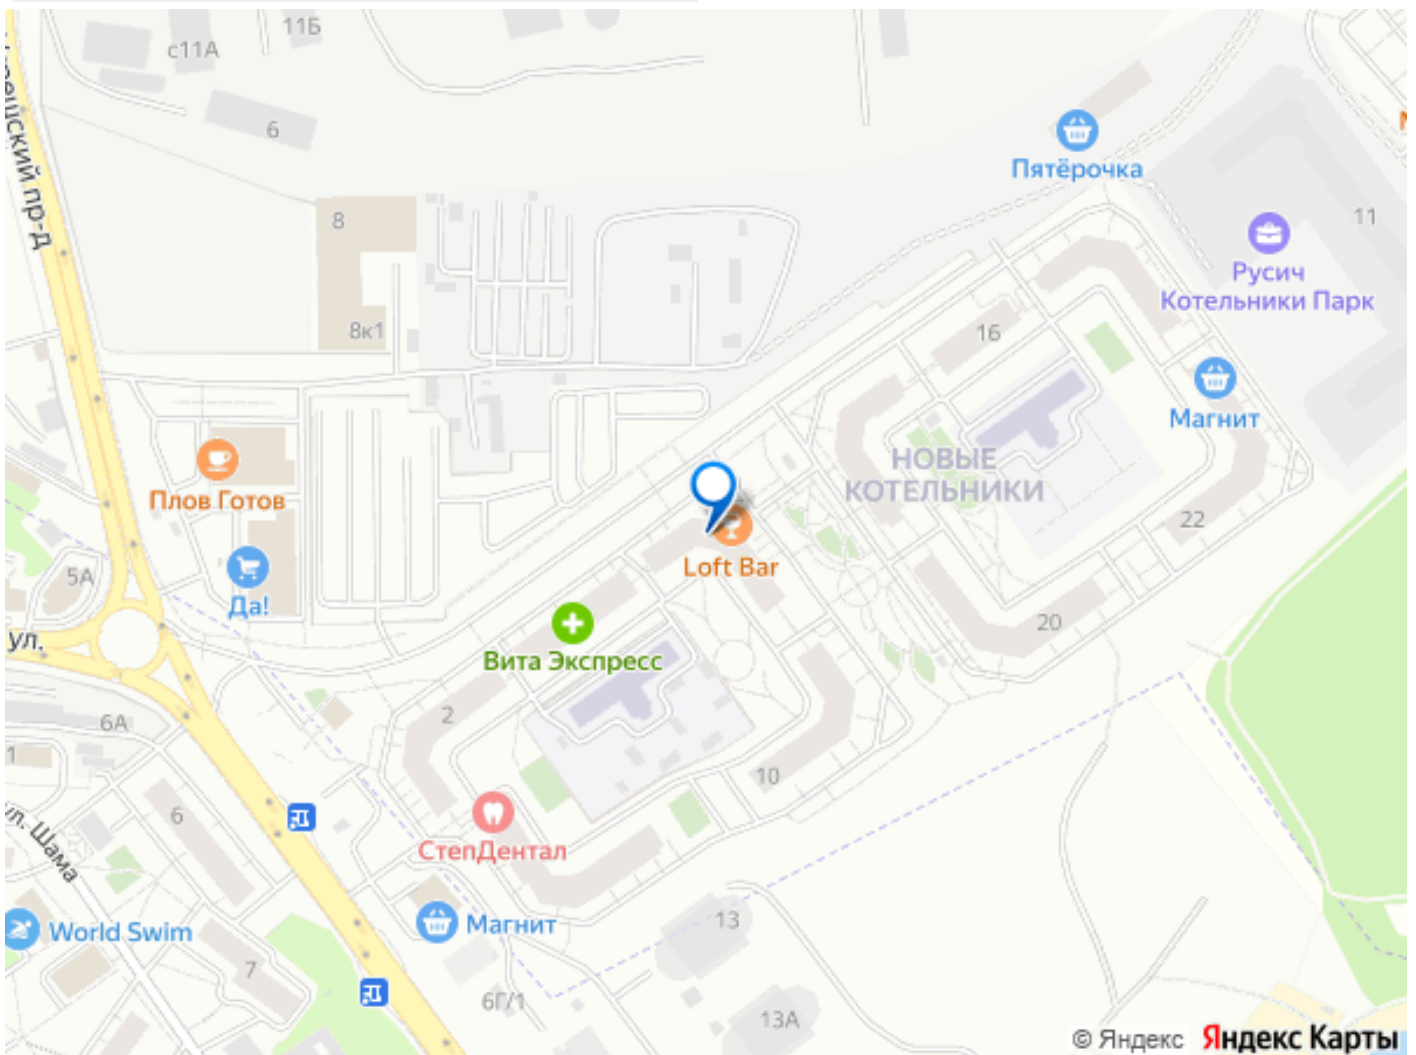 11Б
с11А
6
Пятёрочка
8
11
Русич
Котельники Парк
8к1
16
Магнит
НОВЫЕ
КОТЕЛЬНИКИ
Плов Готов
22
Loft Bar
5А
Да!
20
ул.
Вита Экспресс
2
6А
1
10
6
ул. Шама
СтепДентал
13
Магнит
World Swim
7
6Г/1
13А
© Яндекс Яндекс Карты